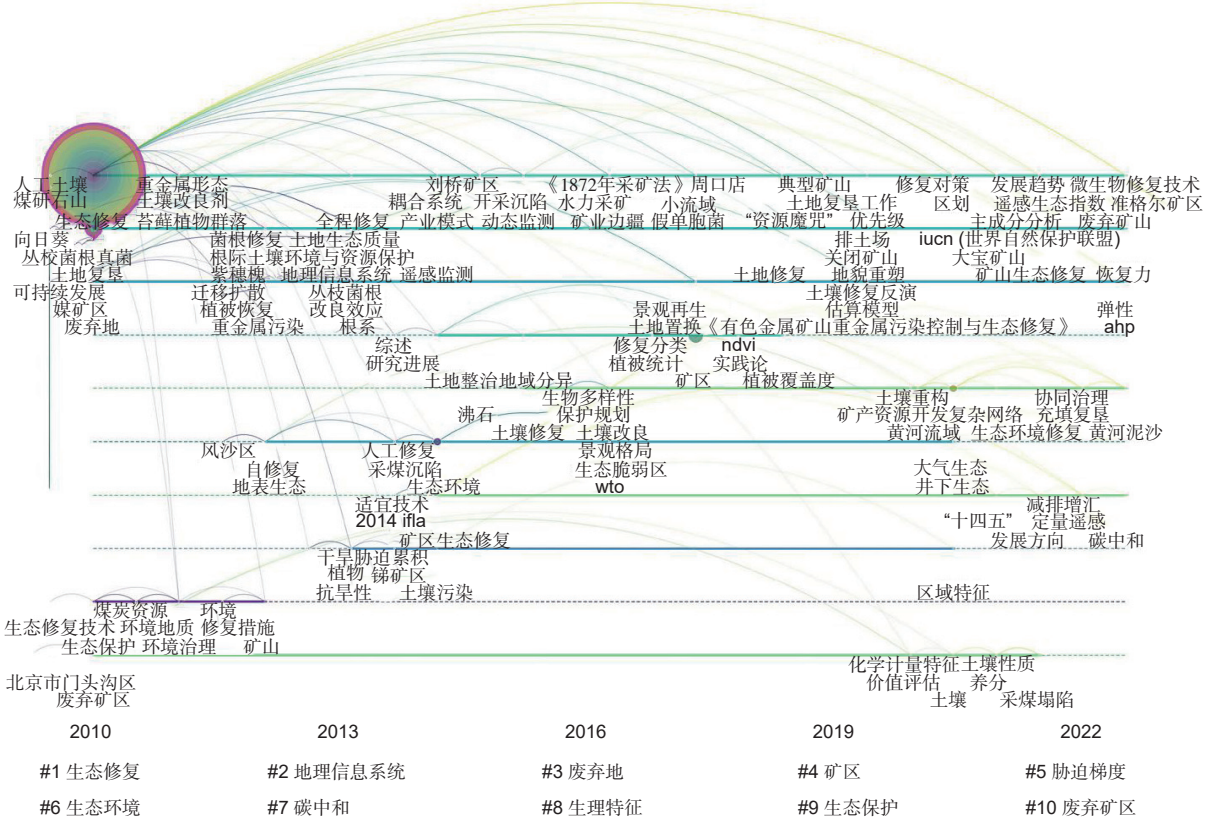 人工土壤 重金属形态 刘桥矿区 《1872年采矿法》周口店 典型矿山 修复对策 发展趋势 微生物修复技术
煤研石山 土壤改良剂 耦合系统 开采沉陷 水力采矿 小流域 土地复垦工作 区划 遥感生态指数 准格尔矿区
生态修复 苔藓植物群落 全程修复 产业模式 动态监测 矿业边疆 假单胞菌 “资源魔咒” 优先级 主成分分析 废弃矿山
向日葵 菌根修复 土地生态质量 排土场 iucn (世界自然保护联盟)
丛校菌根真菌 根际土壤环境与资源保护 关闭矿山 大宝矿山
土地复垦 紫穗槐 地理信息系统 遥感监测 土地修复 地貌重塑 矿山生态修复 恢复力
可持续发展 迁移扩散 丛枝菌根 土壤修复反演
媒矿区 植被恢复 改良效应 景观再生 估算模型 弹性
废弃地 重金属污染 根系 土地置换《有色金属矿山重金属污染控制与生态修复》 ahp
综述 修复分类 ndvi
研究进展 植被统计 实践论
土地整治地域分异 矿区 植被覆盖度
生物多样性 土壤重构 协同治理
沸石 保护规划 矿产资源开发复杂网络 充填复垦
土壤修复 土壤改良 黄河流域 生态环境修复 黄河泥沙
风沙区 人工修复 景观格局
自修复 采煤沉陷 生态脆弱区 大气生态
地表生态 生态环境 wto 井下生态
适宜技术 减排增汇
2014 ifla “十四五” 定量遥感
矿区生态修复 发展方向 碳中和
干旱胁迫累积
植物 锑矿区
抗旱性 土壤污染 区域特征
煤炭资源 环境
生态修复技术 环境地质 修复措施
生态保护 环境治理 矿山
化学计量特征土壤性质
北京市门头沟区 价值评估 养分
废弃矿区 土壤 采煤塌陷
2010 2013 2016 2019 2022
#1 生态修复 #2 地理信息系统 #3 废弃地 #4 矿区 #5 胁迫梯度
#6 生态环境 #7 碳中和 #8 生理特征 #9 生态保护 #10 废弃矿区